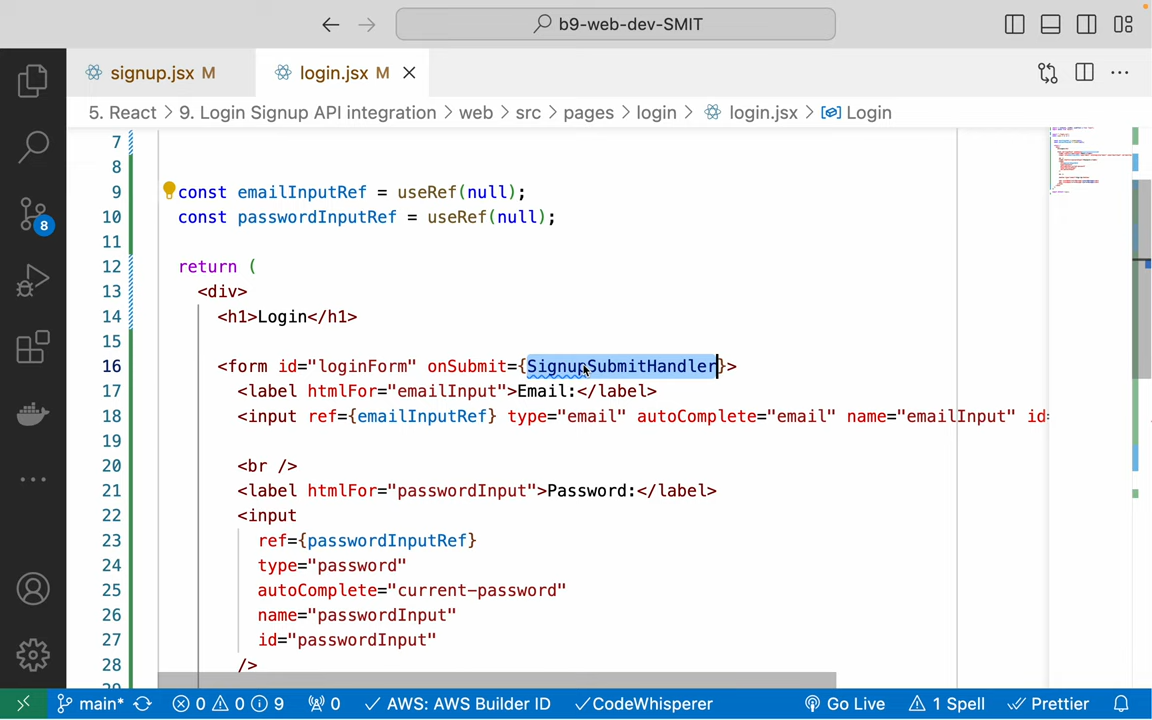 b9-web-dev-SMIT
signup.jsx M
login.jsx M
5. React > 9. Login Signup API integration > web > src > pages > login > login.jsx > Login
7
8
9 const emailInputRef = useRef(null);
10 const passwordInputRef = useRef(null);
11
12 return (
13 <div>
14 <h1>Login</h1>
15
16 <form id="loginForm" onSubmit={SignupSubmitHandler}>
17 <label htmlFor="emailInput">Email:</label>
18 <input ref={emailInputRef} type="email" autoComplete="email" name="emailInput" id=
19
20 <br />
21 <label htmlFor="passwordInput">Password:</label>
22 <input
23 ref={passwordInputRef}
24 type="password"
25 autoComplete="current-password"
26 name="passwordInput"
27 id="passwordInput"
28 />
8
main* 0 0 9 0 AWS: AWS Builder ID CodeWhisperer Go Live 1 Spell Prettier